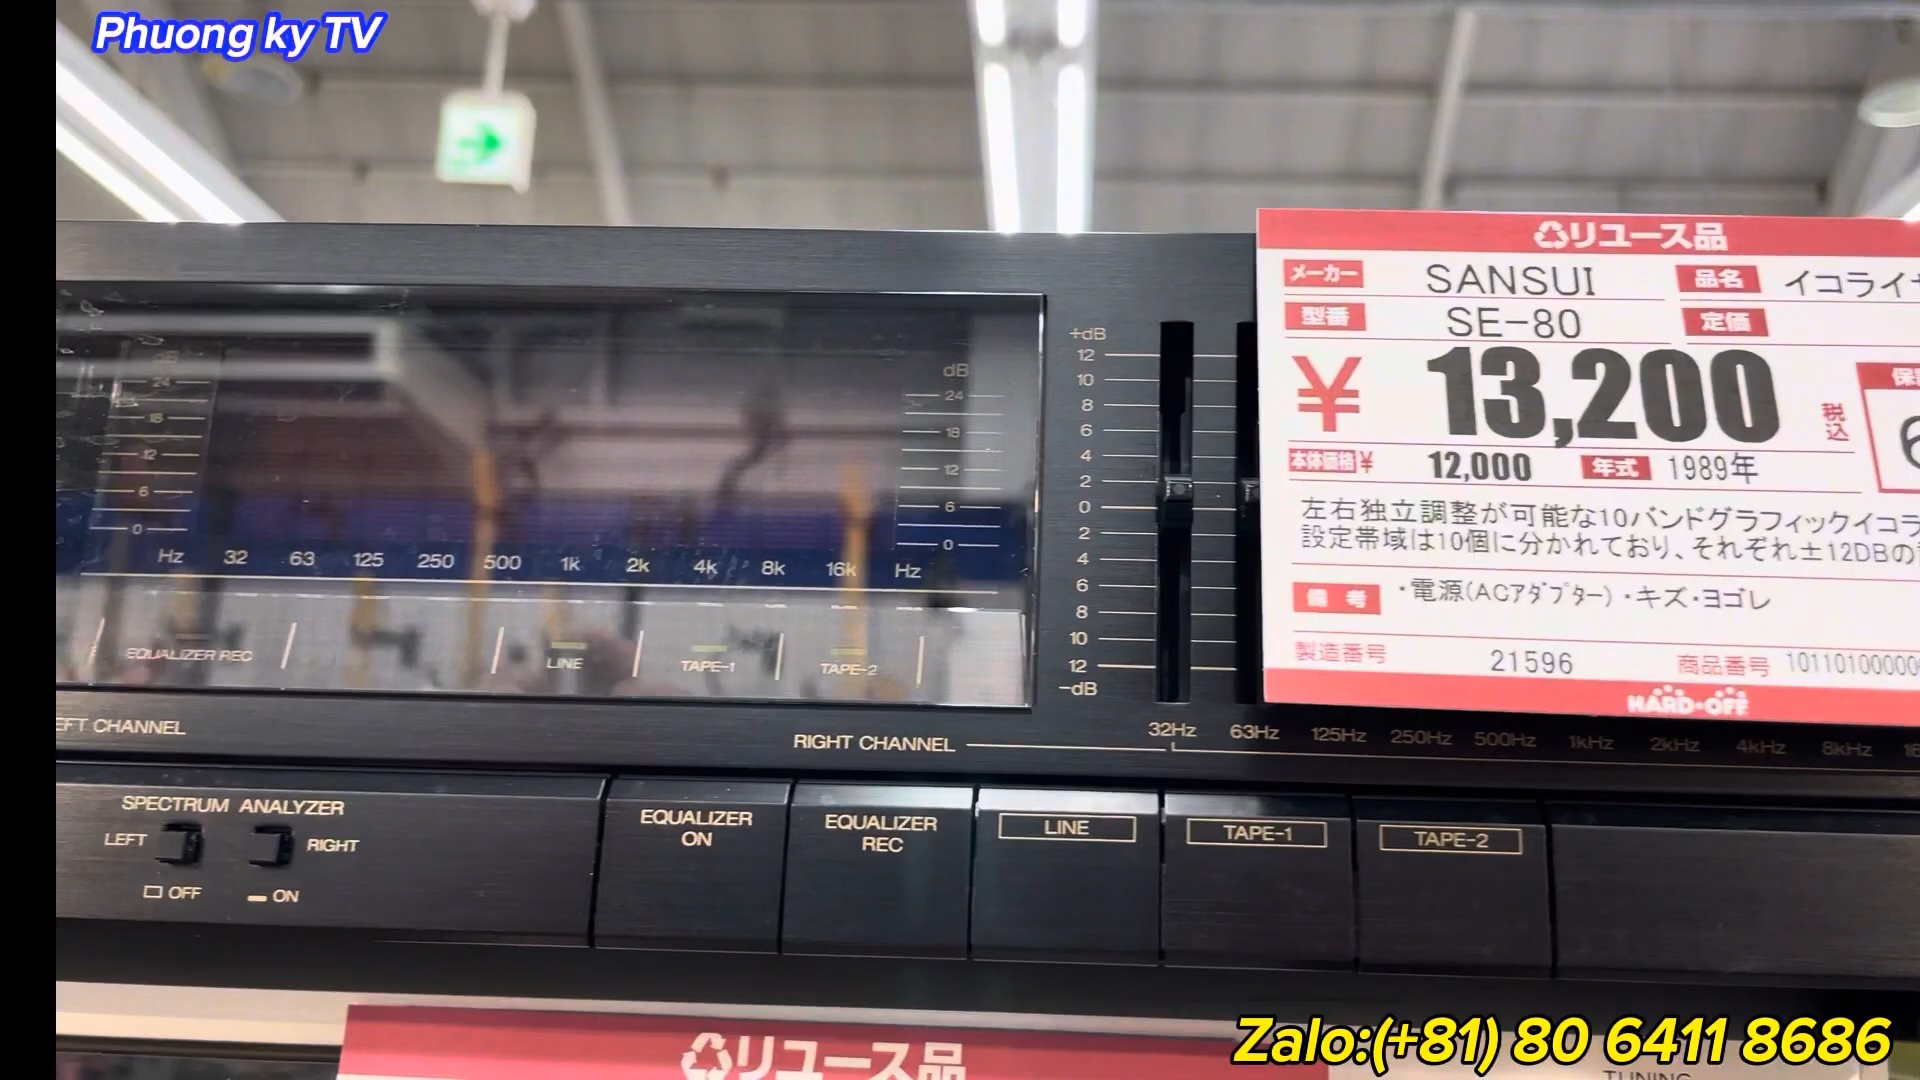 Phuong ky TV
リユース品
メーカー SANSUI 品名 イコライ
型番 SE-80 定価
¥ 13,200 税込
本体価格¥ 12,000 年式 1989年
左右独立調整が可能な10バンドグラフィックイコラ
設定帯域は10個に分かれており、それぞれ±12DBの
備考 ・電源(ACアダプター)・キズ・ヨゴレ
製造番号 21596 商品番号 1011010000
HARD・OFF
dB
24
18
12
6
0
dB
24
18
12
6
0
Hz 32 63 125 250 500 1k 2k 4k 8k 16k Hz
EQUALIZER REC LINE TAPE-1 TAPE-2
+dB
12
10
8
6
4
2
0
2
4
6
8
10
12
-dB
32Hz 63Hz 125Hz 250Hz 500Hz 1kHz 2kHz 4kHz 8kHz
EFT CHANNEL
RIGHT CHANNEL
SPECTRUM ANALYZER
LEFT RIGHT
OFF ON
EQUALIZER ON
EQUALIZER REC
LINE
TAPE-1
TAPE-2
リユース品
Zalo:(+81) 80 6411 8686
TUNING